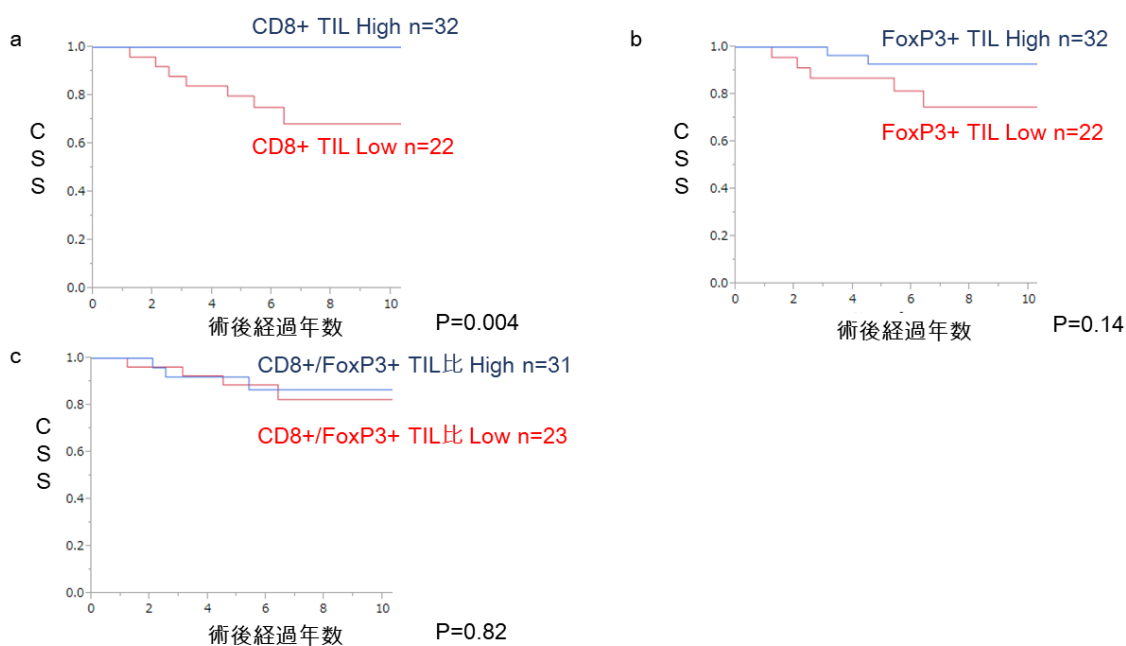 a
CD8+ TIL High n=32
CD8+ TIL Low n=22
CSS
1.0
0.8
0.6
0.4
0.2
0.0
0 2 4 6 8 10
術後経過年数
P=0.004
b
FoxP3+ TIL High n=32
FoxP3+ TIL Low n=22
CSS
1.0
0.8
0.6
0.4
0.2
0.0
0 2 4 6 8 10
術後経過年数
P=0.14
c
CD8+/FoxP3+ TIL比 High n=31
CD8+/FoxP3+ TIL比 Low n=23
CSS
1.0
0.8
0.6
0.4
0.2
0.0
0 2 4 6 8 10
術後経過年数
P=0.82